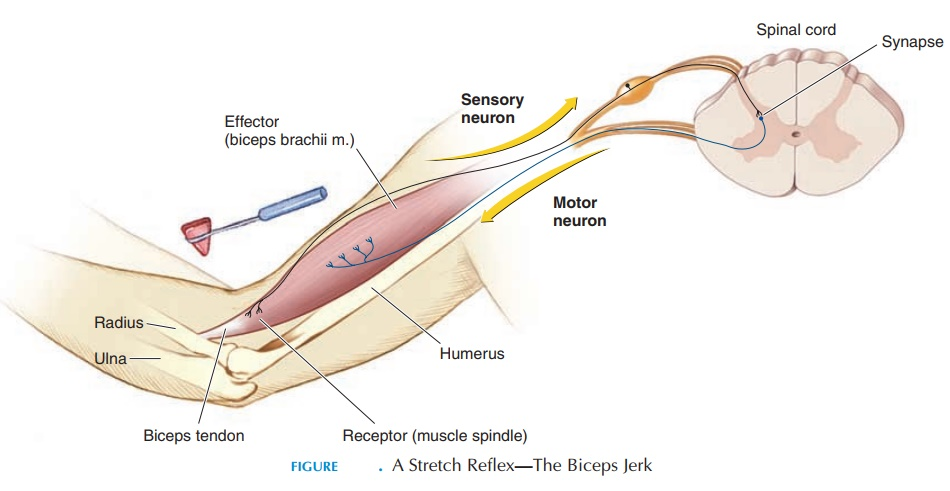 Spinal cord
Synapse
Sensory
neuron
Effector
(biceps brachii m.)
Motor
neuron
Radius
Ulna
Humerus
Biceps tendon
Receptor (muscle spindle)
FIGURE . A Stretch Reflex—The Biceps Jerk